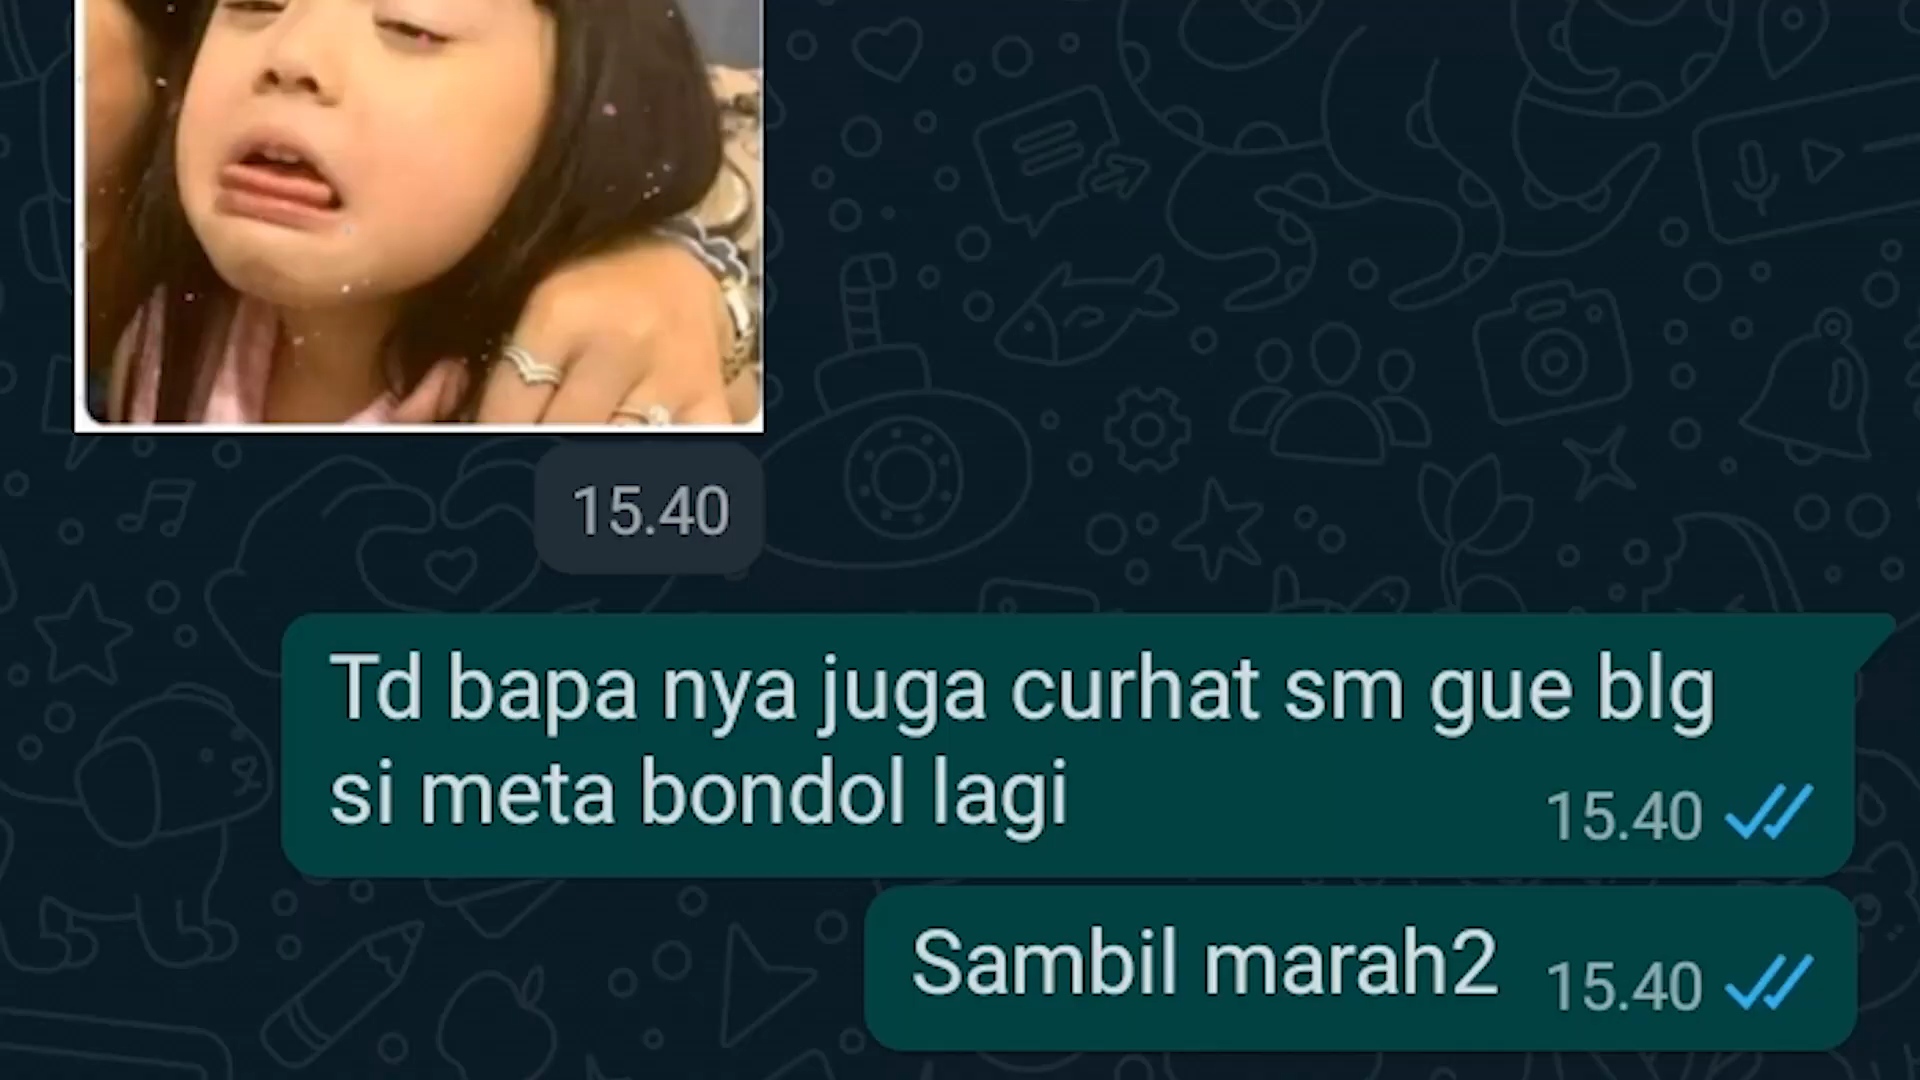 15.40
Td bapa nya juga curhat sm gue blg
si meta bondol lagi
15.40
Sambil marah2
15.40